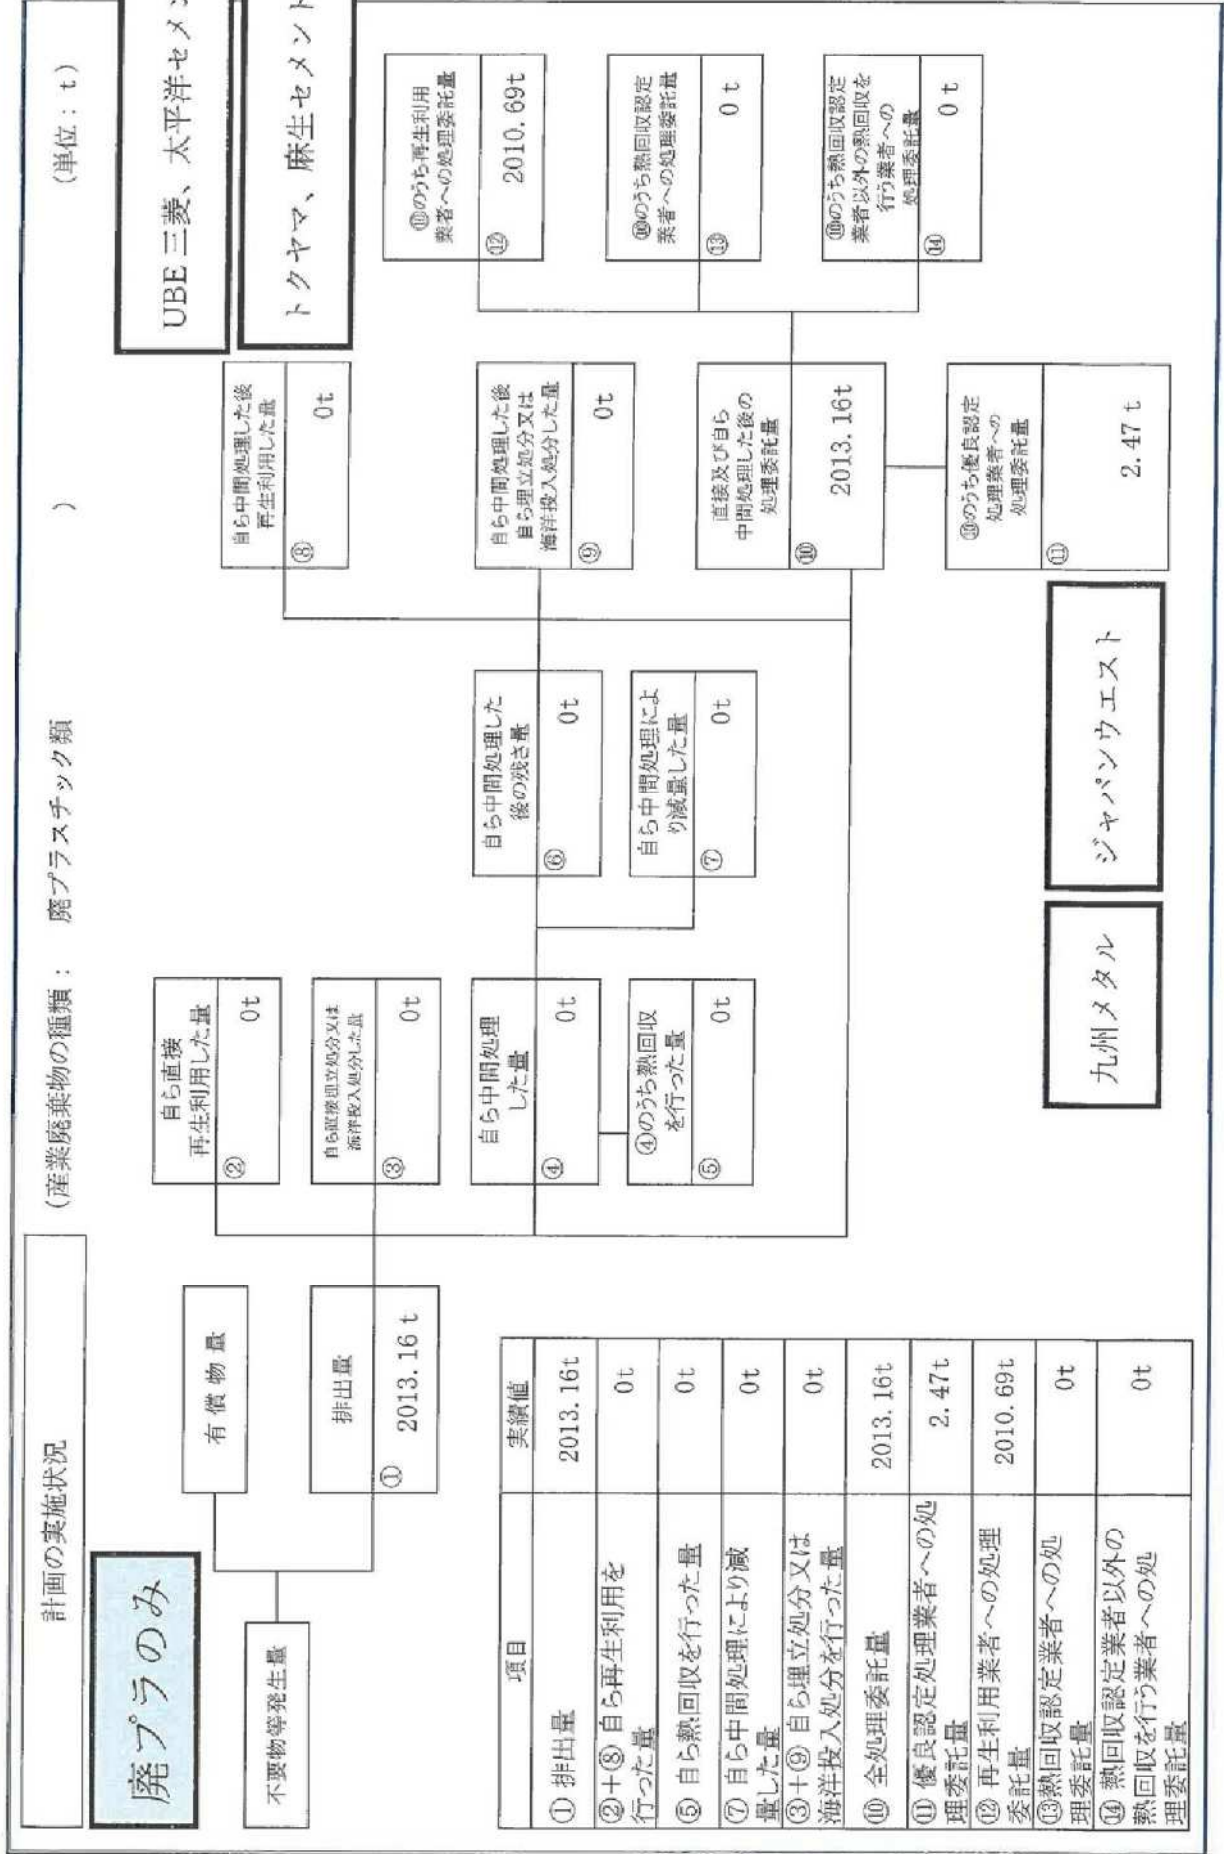 計画の実施状況
(産業廃棄物の種類： 廃プラスチック類 )
(単位：t)
廃プラのみ
不要物等発生量
有償物量
排出量
① 2013.16 t
自ら直接
再生利用した量
② 0t
自ら直接埋立処分又は
海洋投入処分した量
③ 0t
自ら中間処理
した量
④ 0t
④のうち熱回収
を行った量
⑤ 0t
自ら中間処理した
後の残さ量
⑥ 0t
自ら中間処理によ
り減量した量
⑦ 0t
自ら中間処理した後
再生利用した量
⑧ 0t
自ら中間処理した後
自ら埋立処分又は
海洋投入処分した量
⑨ 0t
直接及び自ら
中間処理した後の
処理委託量
⑩ 2013.16t
⑩のうち優良認定
処理業者への
処理委託量
⑪ 2.47 t
⑩のうち再生利用
業者への処理委託量
⑫ 2010.69t
⑩のうち熱回収認定
業者への処理委託量
⑬ 0 t
⑩のうち熱回収認定
業者以外の熱回収を
行う業者への
処理委託量
⑭ 0 t
UBE三菱、太平洋セメン
トクヤマ、麻生セメント
九州メタル
ジャパンウエスト
項目 実績値
① 排出量 2013.16t
②＋⑧ 自ら再生利用を
行った量 0t
⑤ 自ら熱回収を行った量 0t
⑦ 自ら中間処理により減
量した量 0t
③＋⑨ 自ら埋立処分又は
海洋投入処分を行った量 0t
⑩ 全処理委託量 2013.16t
⑪ 優良認定処理業者への処
理委託量 2.47t
⑫ 再生利用業者への処理
委託量 2010.69t
⑬熱回収認定業者への処
理委託量 0t
⑭ 熱回収認定業者以外の
熱回収を行う業者への処
理委託量 0t